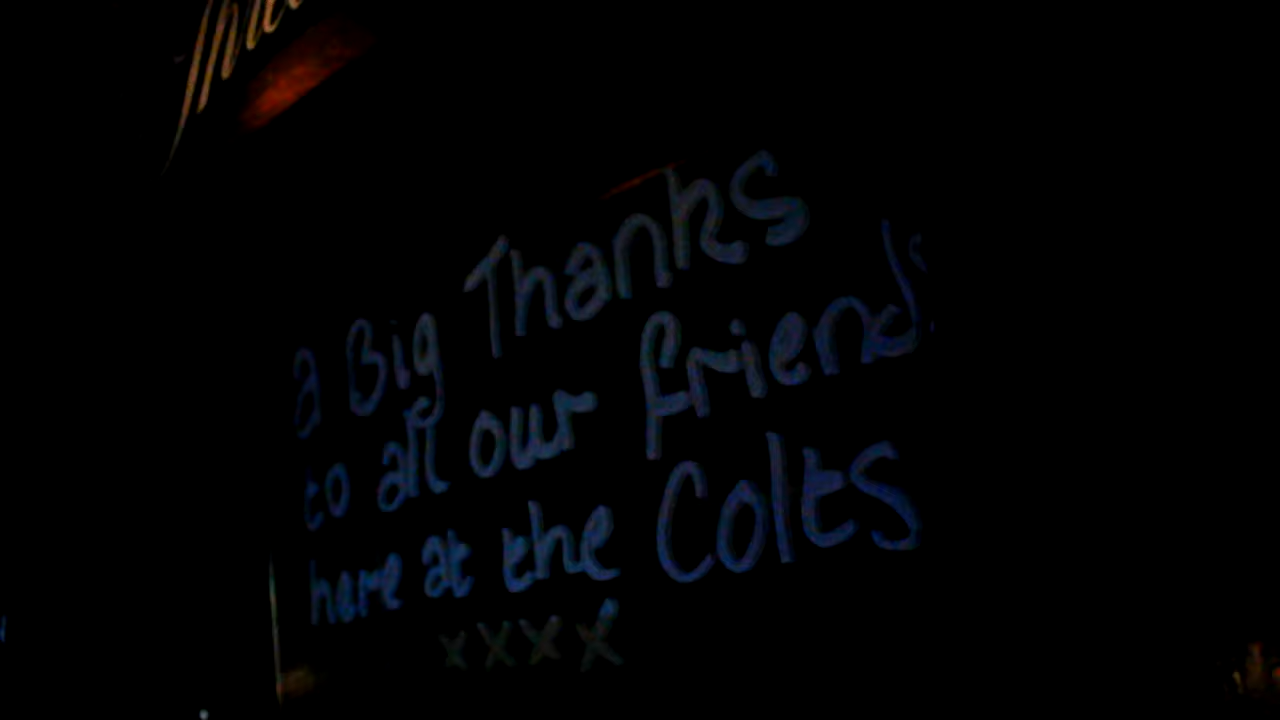 a Big Thanks
to all our friends
here at the Colts
xxxx